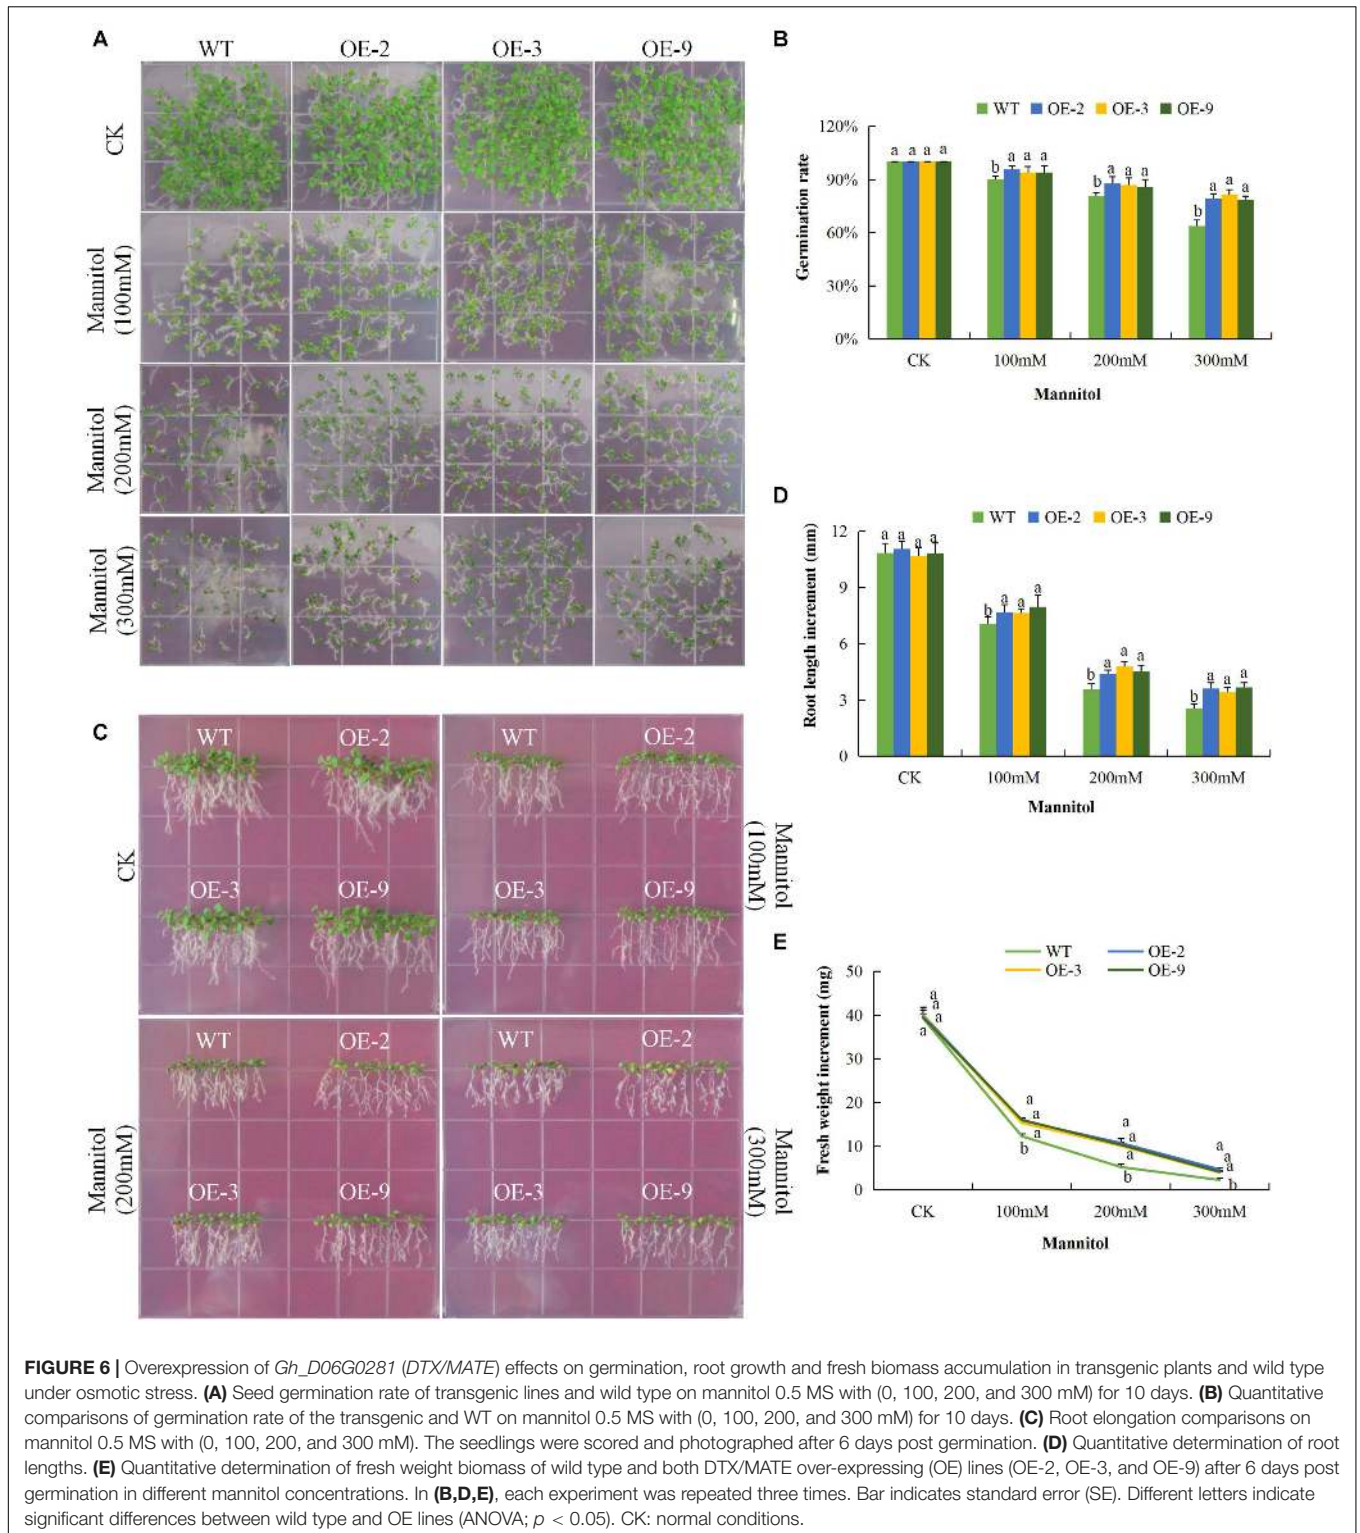 A
WT OE-2 OE-3 OE-9
CK
Mannitol
(100mM)
Mannitol
(200mM)
Mannitol
(300mM)
B
WT OE-2 OE-3 OE-9
120%
90%
60%
30%
0%
Germination rate
a a a a
b a a a
b a a a
b a a a
CK 100mM 200mM 300mM
Mannitol
C
WT OE-2 WT OE-2
OE-3 OE-9 OE-3 OE-9
CK
Mannitol
(100mM)
WT OE-2 WT OE-2
OE-3 OE-9 OE-3 OE-9
Mannitol
(200mM)
Mannitol
(300mM)
D
WT OE-2 OE-3 OE-9
12
9
6
3
0
Root length increment (mm)
a a a a
b a a a
b a a a
b a a a
CK 100mM 200mM 300mM
Mannitol
E
WT OE-2
OE-3 OE-9
50
40
30
20
10
0
Fresh weight increment (mg)
a
a
a
a
a
a
a
b
a
a
a
b
a
a
a
b
CK 100mM 200mM 300mM
Mannitol
FIGURE 6 | Overexpression of Gh_D06G0281 (DTX/MATE) effects on germination, root growth and fresh biomass accumulation in transgenic plants and wild type
under osmotic stress. (A) Seed germination rate of transgenic lines and wild type on mannitol 0.5 MS with (0, 100, 200, and 300 mM) for 10 days. (B) Quantitative
comparisons of germination rate of the transgenic and WT on mannitol 0.5 MS with (0, 100, 200, and 300 mM) for 10 days. (C) Root elongation comparisons on
mannitol 0.5 MS with (0, 100, 200, and 300 mM). The seedlings were scored and photographed after 6 days post germination. (D) Quantitative determination of root
lengths. (E) Quantitative determination of fresh weight biomass of wild type and both DTX/MATE over-expressing (OE) lines (OE-2, OE-3, and OE-9) after 6 days post
germination in different mannitol concentrations. In (B,D,E), each experiment was repeated three times. Bar indicates standard error (SE). Different letters indicate
significant differences between wild type and OE lines (ANOVA; p < 0.05). CK: normal conditions.